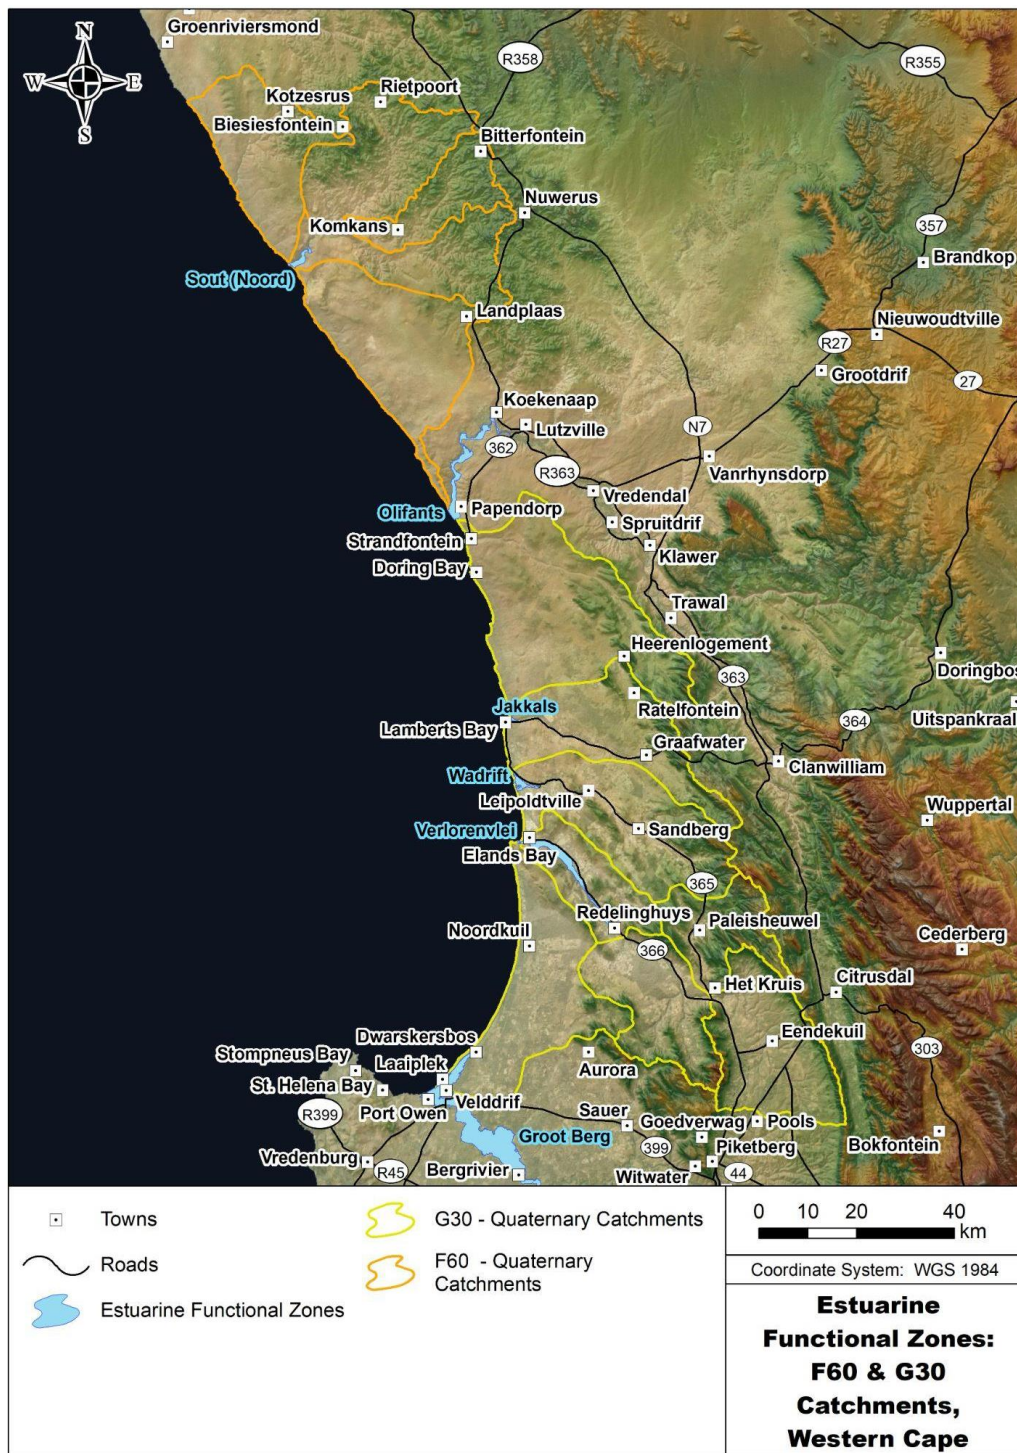 Groenriviersmond
N
W
E
S
R358
R355
Kotzesrus
Rietpoort
Biesiesfontein
Bitterfontein
Nuwerus
Komkans
357
Brandkop
Sout (Noord)
Landplaas
Nieuwoudtville
R27
Grootdrif
27
Koekenaap
Lutzville
N7
362
R363
Vanrhynsdorp
Vredendal
Olifants
Papendorp
Spruitdrif
Strandfontein
Klawer
Doring Bay
Trawal
Heerenlogement
363
Doringbos
Ratelfontein
Jakkals
Uitspankraal
364
Lamberts Bay
Graafwater
Clanwilliam
Wadrift
Leipoldtville
Wuppertal
Sandberg
Verlorenvlei
Elands Bay
365
Redelinghuys
Paleisheuwel
Noordkuil
366
Cederberg
Het Kruis
Citrusdal
Dwarskersbos
Eendekuil
303
Stompneus Bay
Laaiplek
Aurora
St. Helena Bay
Velddrif
R399
Port Owen
Sauer
Goedverwag
Pools
Groot Berg
Bokfontein
Vredenburg
R45
Bergrivier
399
Piketberg
Witwater
44
Towns
Roads
Estuarine Functional Zones
G30 - Quaternary Catchments
F60 - Quaternary
Catchments
0 10 20 40
km
Coordinate System: WGS 1984
Estuarine
Functional Zones:
F60 & G30
Catchments,
Western Cape